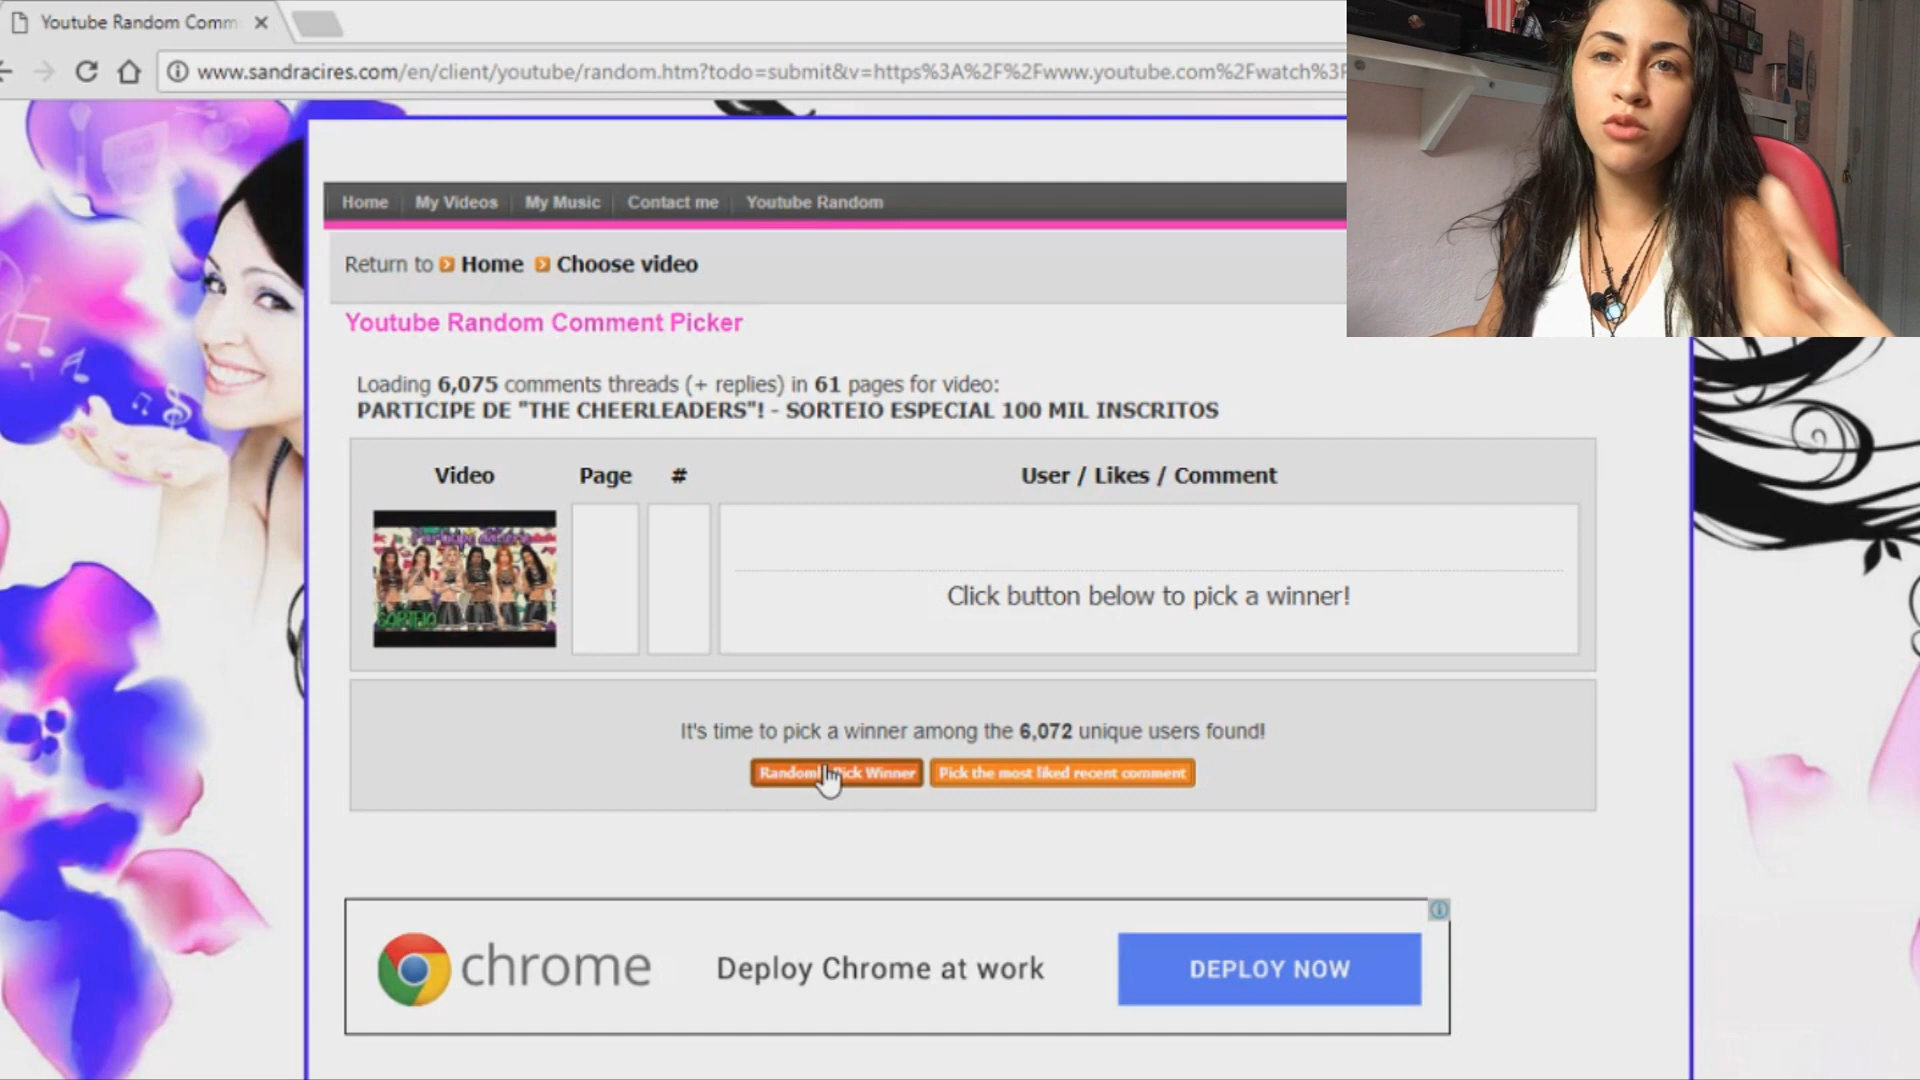 Youtube Random Comm
www.sandracires.com/en/client/youtube/random.htm?todo=submit&v=https%3A%2F%2Fwww.youtube.com%2Fwatch%3F
Home
My Videos
My Music
Contact me
Youtube Random
Return to Home Choose video
Youtube Random Comment Picker
Loading 6,075 comments threads (+ replies) in 61 pages for video:
PARTICIPE DE "THE CHEERLEADERS"! - SORTEIO ESPECIAL 100 MIL INSCRITOS
Video Page # User / Likes / Comment
SORTEIO
Click button below to pick a winner!
It's time to pick a winner among the 6,072 unique users found!
Winner
Pick the most liked recent comment
chrome
Deploy Chrome at work
DEPLOY NOW